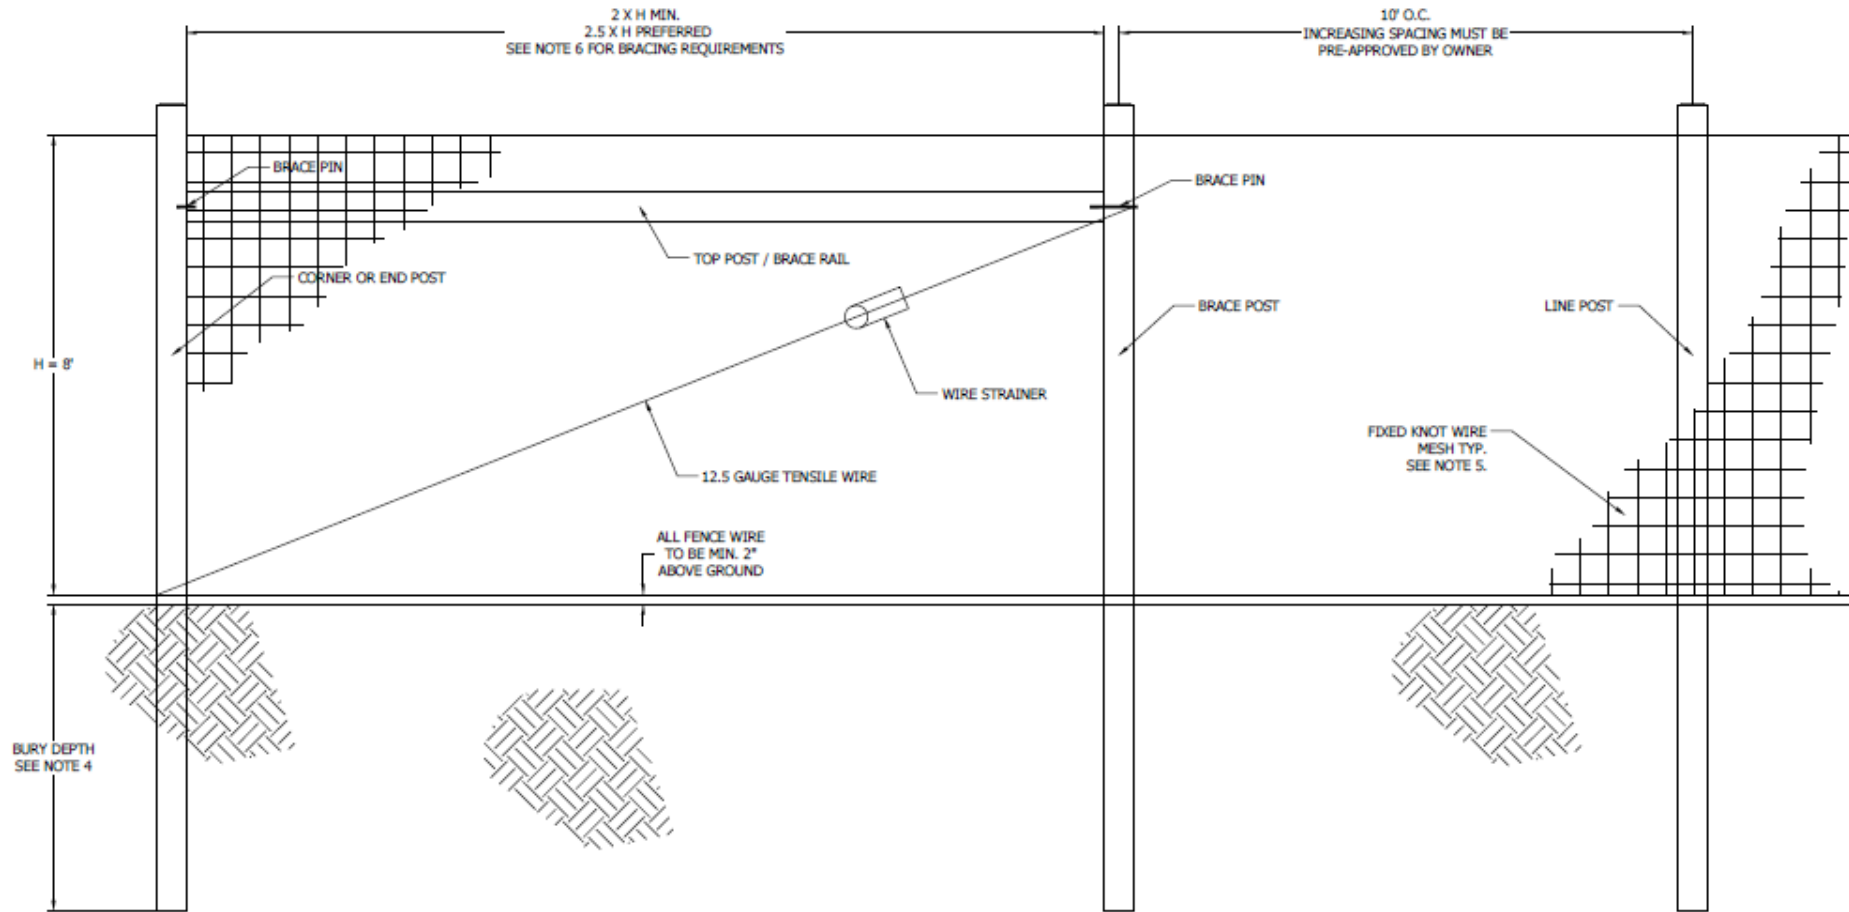 2 X H MIN.
2.5 X H PREFERRED
SEE NOTE 6 FOR BRACING REQUIREMENTS
10' O.C.
INCREASING SPACING MUST BE
PRE-APPROVED BY OWNER
BRACE PIN
BRACE PIN
TOP POST / BRACE RAIL
CORNER OR END POST
BRACE POST
LINE POST
H = 8'
WIRE STRAINER
FIXED KNOT WIRE
MESH TYP.
SEE NOTE 5.
12.5 GAUGE TENSILE WIRE
ALL FENCE WIRE
TO BE MIN. 2"
ABOVE GROUND
BURY DEPTH
SEE NOTE 4